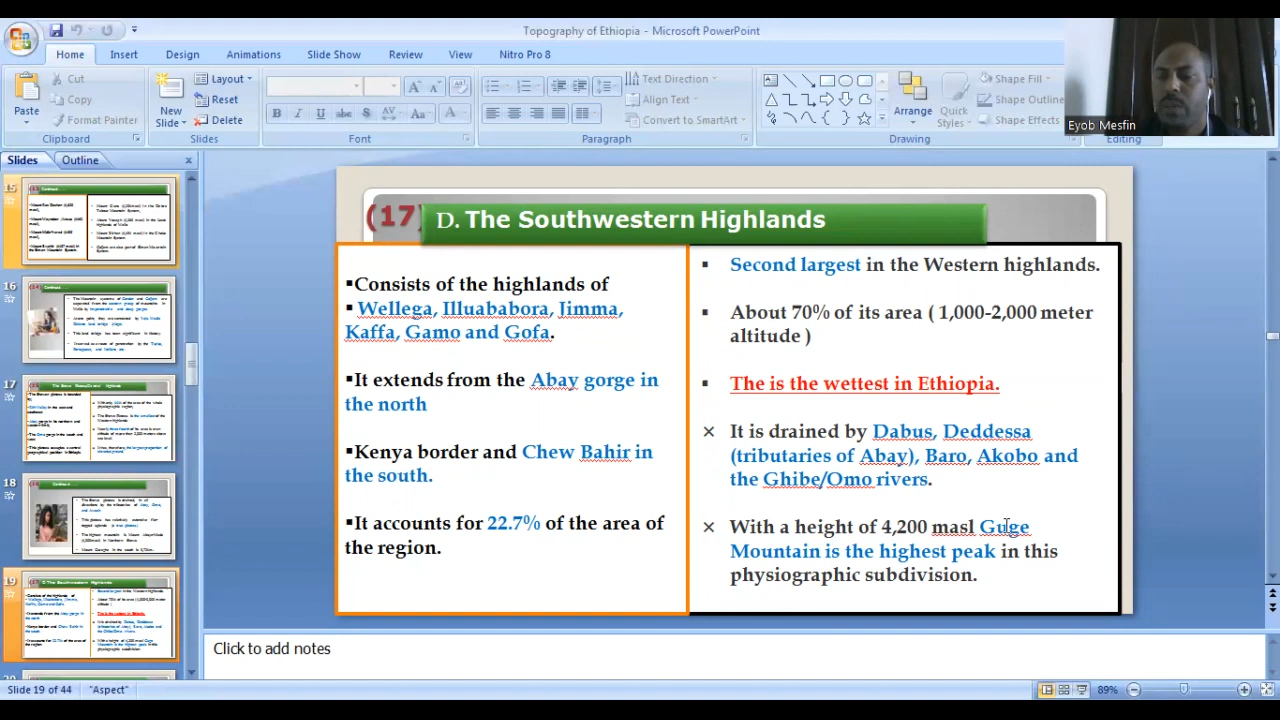 Topography of Ethiopia - Microsoft PowerPoint
Home Insert Design Animations Slide Show Review View Nitro Pro 8
Paste
Cut
Copy
Format Painter
Clipboard
New Slide
Layout
Reset
Delete
Slides
Font
Text Direction
Align Text
Convert to SmartArt
Paragraph
Arrange
Quick Styles
Shape Fill
Shape Outline
Shape Effects
Drawing
Editing
Eyob Mesfin
Slides Outline
15
16
17
18
19
(17) D. The Southwestern Highlands
▪Consists of the highlands of
▪ Wellega, Illuababora, Jimma,
Kaffa, Gamo and Gofa.
▪It extends from the Abay gorge in
the north
▪Kenya border and Chew Bahir in
the south.
▪It accounts for 22.7% of the area of
the region.
▪ Second largest in the Western highlands.
▪ About 70% of its area ( 1,000-2,000 meter
altitude )
▪ The is the wettest in Ethiopia.
× It is drained by Dabus, Deddessa
(tributaries of Abay), Baro, Akobo and
the Ghibe/Omo rivers.
× With a height of 4,200 masl Guge
Mountain is the highest peak in this
physiographic subdivision.
Click to add notes
Slide 19 of 44 "Aspect" 89%